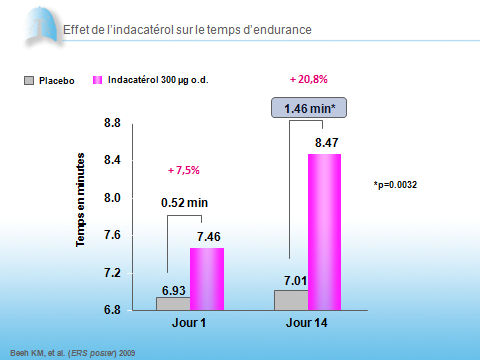 Effet de l’indacatérol sur le temps d’endurance
Placebo
Indacatérol 300 µg o.d.
+ 20,8%
1.46 min*
8.8
8.47
8.4
*p=0.0032
+ 7,5%
0.52 min
8.0
7.46
7.6
7.2
7.01
6.93
6.8
Temps en minutes
Jour 1
Jour 14
Beeh KM, et al. (ERS poster) 2009